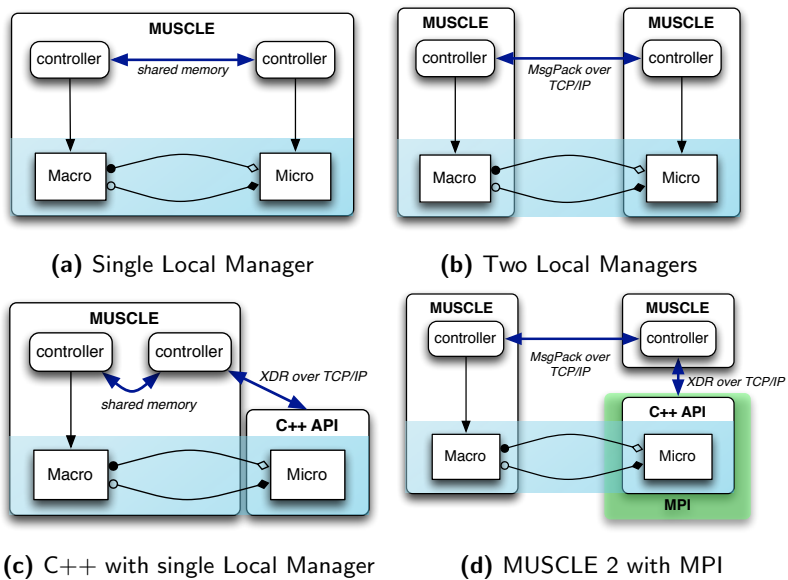 MUSCLE
controller
controller
shared memory
Macro
Micro
(a) Single Local Manager
MUSCLE
MUSCLE
controller
controller
MsgPack over
TCP/IP
Macro
Micro
(b) Two Local Managers
MUSCLE
controller
controller
shared memory
XDR over TCP/IP
C++ API
Macro
Micro
(c) C++ with single Local Manager
MUSCLE
MUSCLE
controller
controller
MsgPack over
TCP/IP
XDR over TCP/IP
C++ API
Macro
Micro
MPI
(d) MUSCLE 2 with MPI